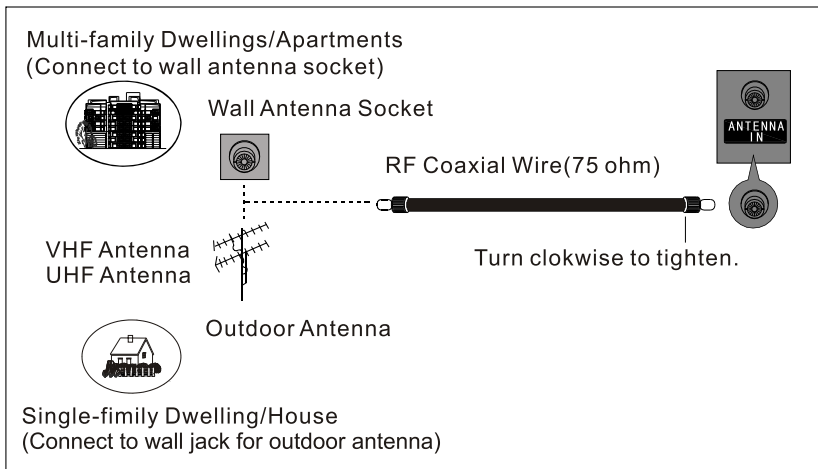 Multi-family Dwellings/Apartments
(Connect to wall antenna socket)
Wall Antenna Socket
ANTENNA
IN
RF Coaxial Wire(75 ohm)
VHF Antenna
UHF Antenna
Turn clokwise to tighten.
Outdoor Antenna
Single-fimily Dwelling/House
(Connect to wall jack for outdoor antenna)